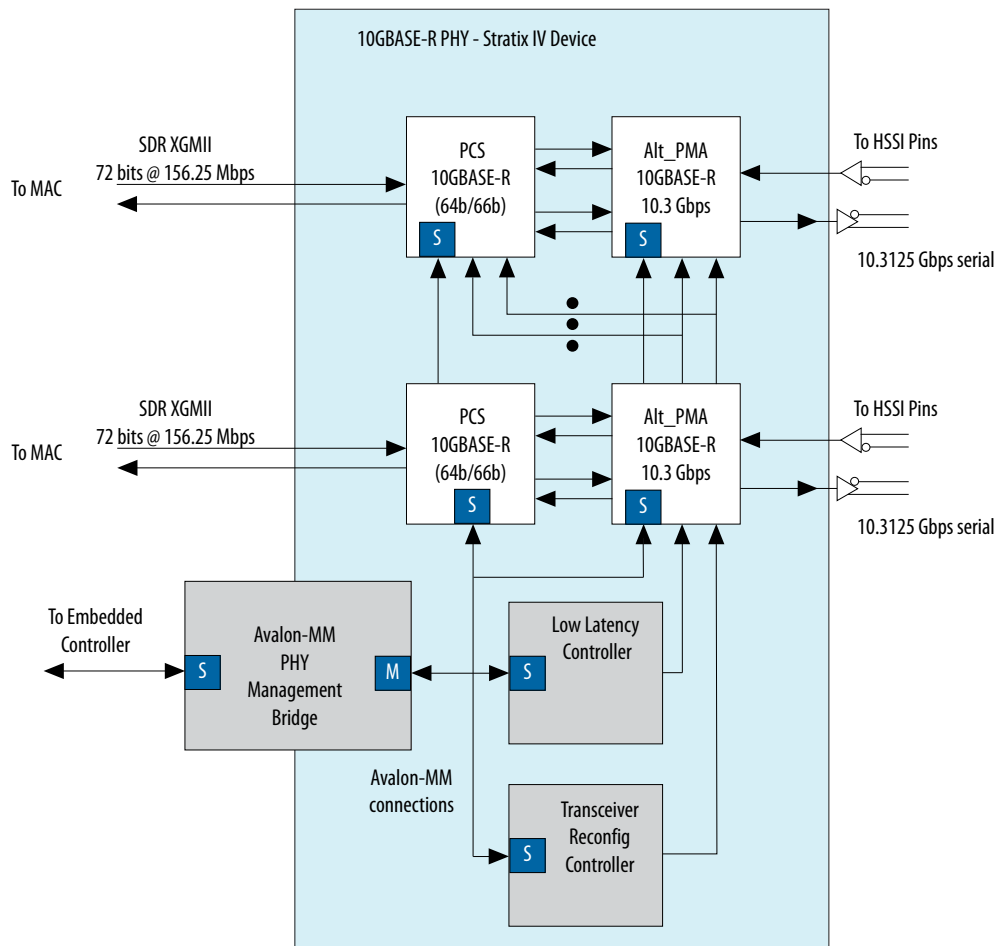 10GBASE-R PHY - Stratix IV Device
SDR XGMII
72 bits @ 156.25 Mbps
To MAC
PCS
10GBASE-R
(64b/66b)
S
Alt_PMA
10GBASE-R
10.3 Gbps
S
To HSSI Pins
10.3125 Gbps serial
SDR XGMII
72 bits @ 156.25 Mbps
To MAC
PCS
10GBASE-R
(64b/66b)
S
Alt_PMA
10GBASE-R
10.3 Gbps
S
To HSSI Pins
10.3125 Gbps serial
To Embedded
Controller
S
Avalon-MM
PHY
Management
Bridge
M
Low Latency
Controller
S
Avalon-MM
connections
Transceiver
Reconfig
Controller
S